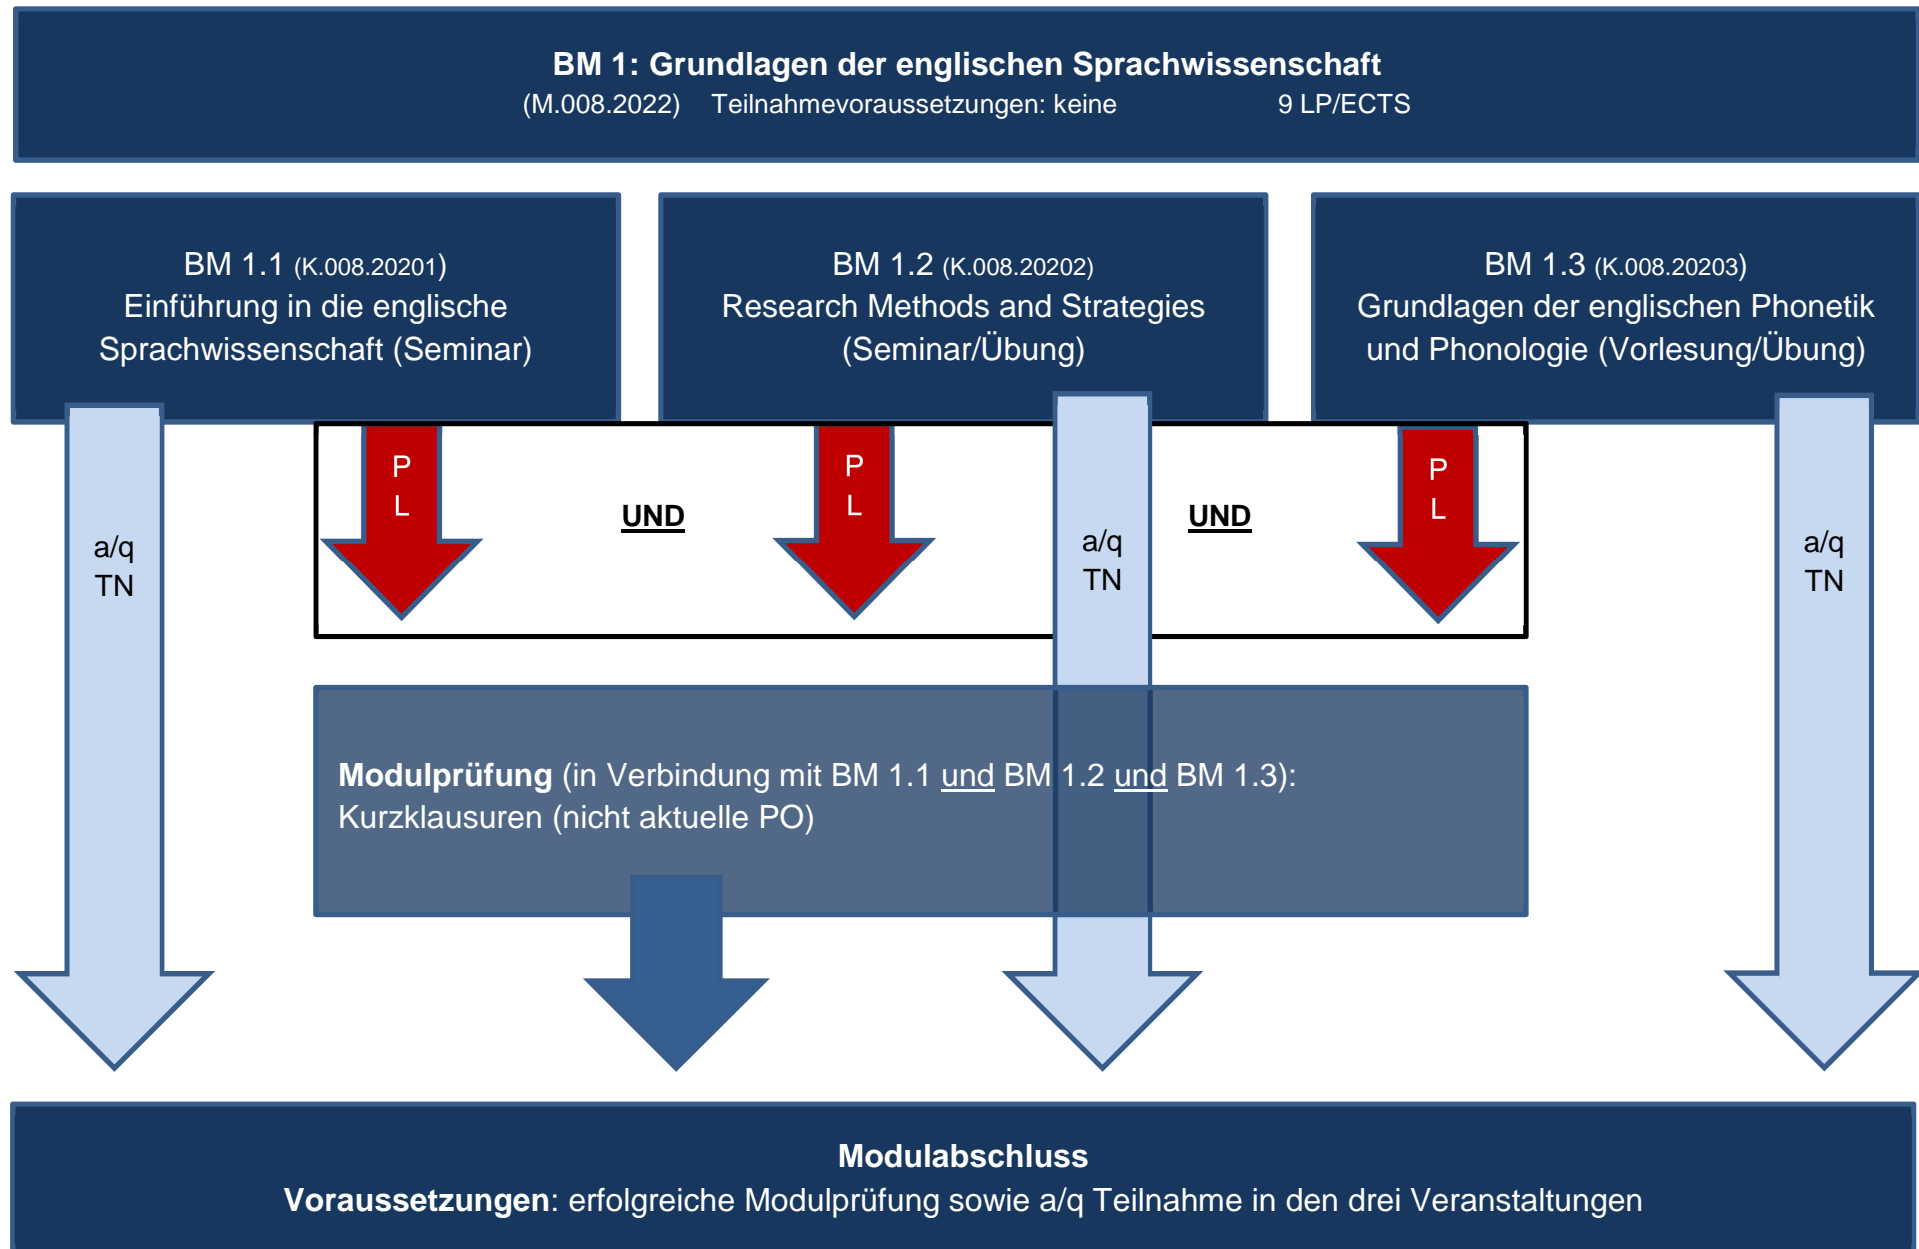 BM 1: Grundlagen der englischen Sprachwissenschaft
(M.008.2022) Teilnahmevoraussetzungen: keine 9 LP/ECTS
BM 1.1 (K.008.20201)
Einführung in die englische
Sprachwissenschaft (Seminar)
BM 1.2 (K.008.20202)
Research Methods and Strategies
(Seminar/Übung)
BM 1.3 (K.008.20203)
Grundlagen der englischen Phonetik
und Phonologie (Vorlesung/Übung)
a/q
TN
P
L
UND
P
L
a/q
TN
UND
P
L
a/q
TN
Modulprüfung (in Verbindung mit BM 1.1 und BM 1.2 und BM 1.3):
Kurzklausuren (nicht aktuelle PO)
Modulabschluss
Voraussetzungen: erfolgreiche Modulprüfung sowie a/q Teilnahme in den drei Veranstaltungen